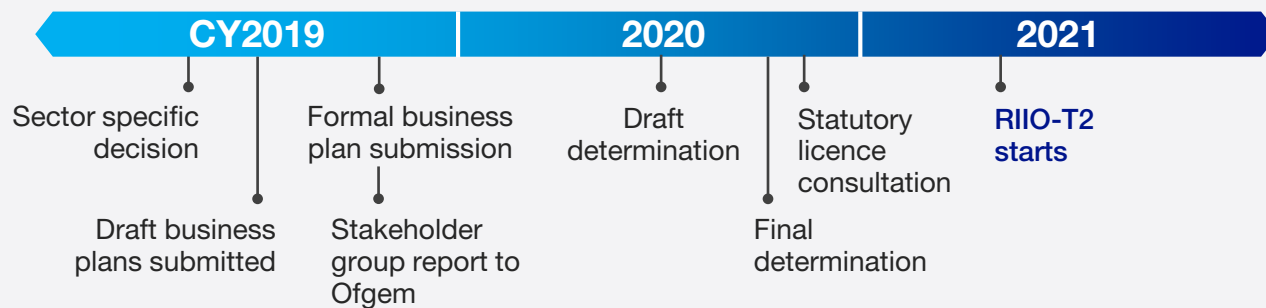 CY2019
2020
2021
Sector specific
decision
Draft business
plans submitted
Formal business
plan submission
Stakeholder
group report to
Ofgem
Draft
determination
Final
determination
Statutory
licence
consultation
RIIO-T2
starts